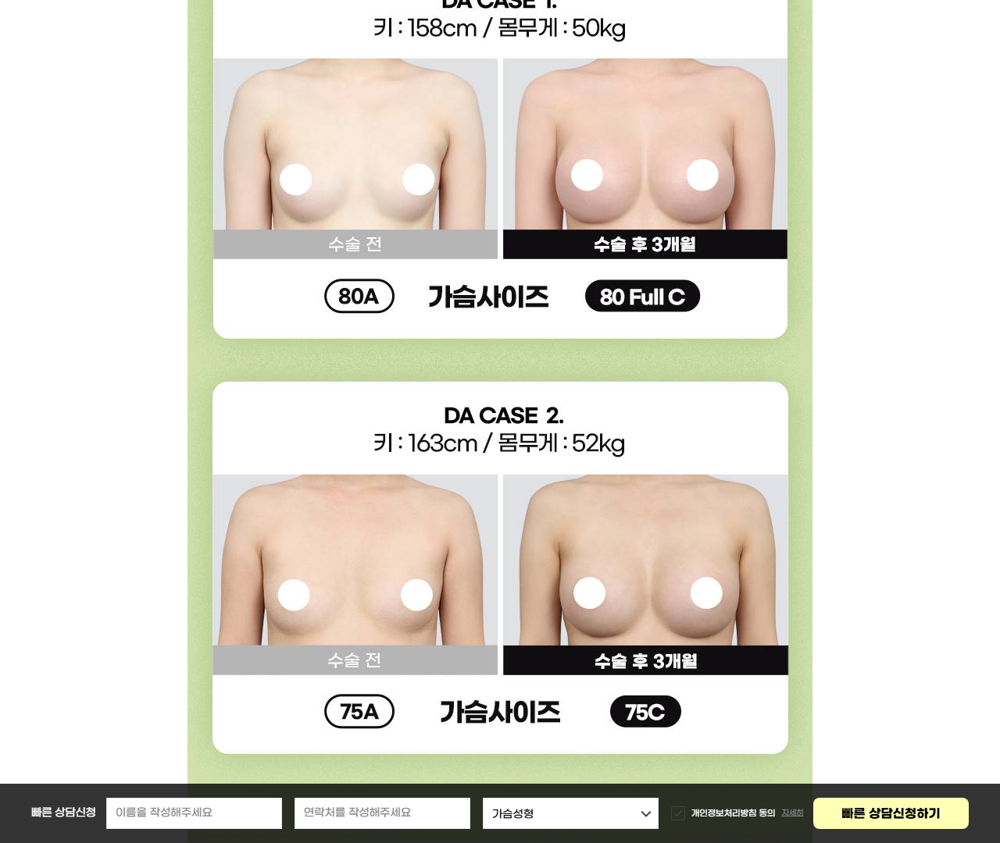 DA CASE 1.
키 : 158cm / 몸무게 : 50kg
수술 전
수술 후 3개월
80A
가슴사이즈
80 Full C
DA CASE 2.
키 : 163cm / 몸무게 : 52kg
수술 전
수술 후 3개월
75A
가슴사이즈
75C
빠른 상담신청
이름을 작성해주세요
연락처를 작성해주세요
가슴성형
개인정보처리방침 동의
자세히
빠른 상담신청하기